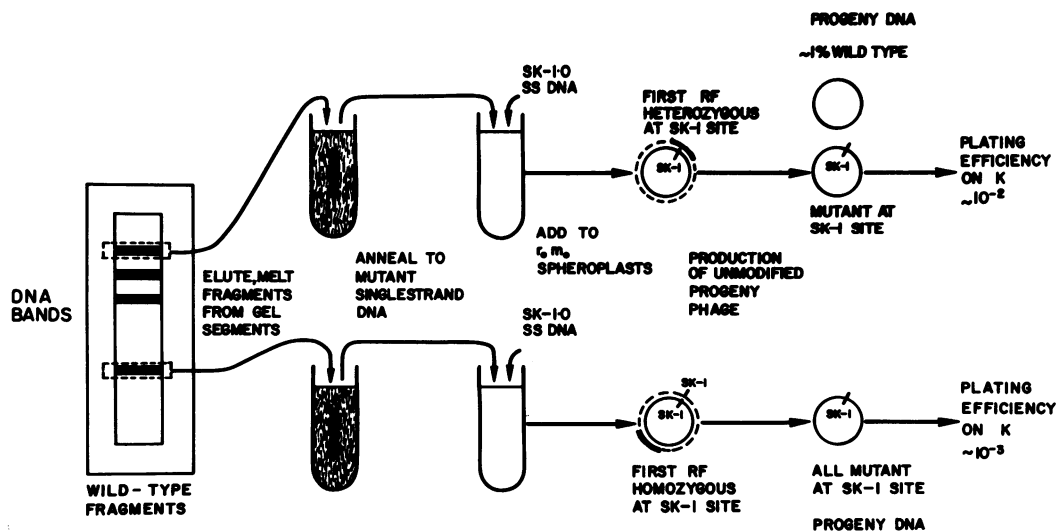 PROGENY DNA
~1% WILD TYPE
SK-1·0
SS DNA
FIRST RF
HETEROZYGOUS
AT SK-1 SITE
SK-1
SK-1
PLATING
EFFICIENCY
ON K
~10⁻²
MUTANT AT
SK-1 SITE
ADD TO
r₀ m₀
SPHEROPLASTS
PRODUCTION
OF UNMODIFIED
PROGENY
PHAGE
ANNEAL TO
MUTANT
SINGLESTRAND
DNA
ELUTE, MELT
FRAGMENTS
FROM GEL
SEGMENTS
DNA
BANDS
SK-1·0
SS DNA
SK-1
SK-1
SK-1
PLATING
EFFICIENCY
ON K
~10⁻³
FIRST RF
HOMOZYGOUS
AT SK-1 SITE
ALL MUTANT
AT SK-1 SITE
PROGENY DNA
WILD-TYPE
FRAGMENTS